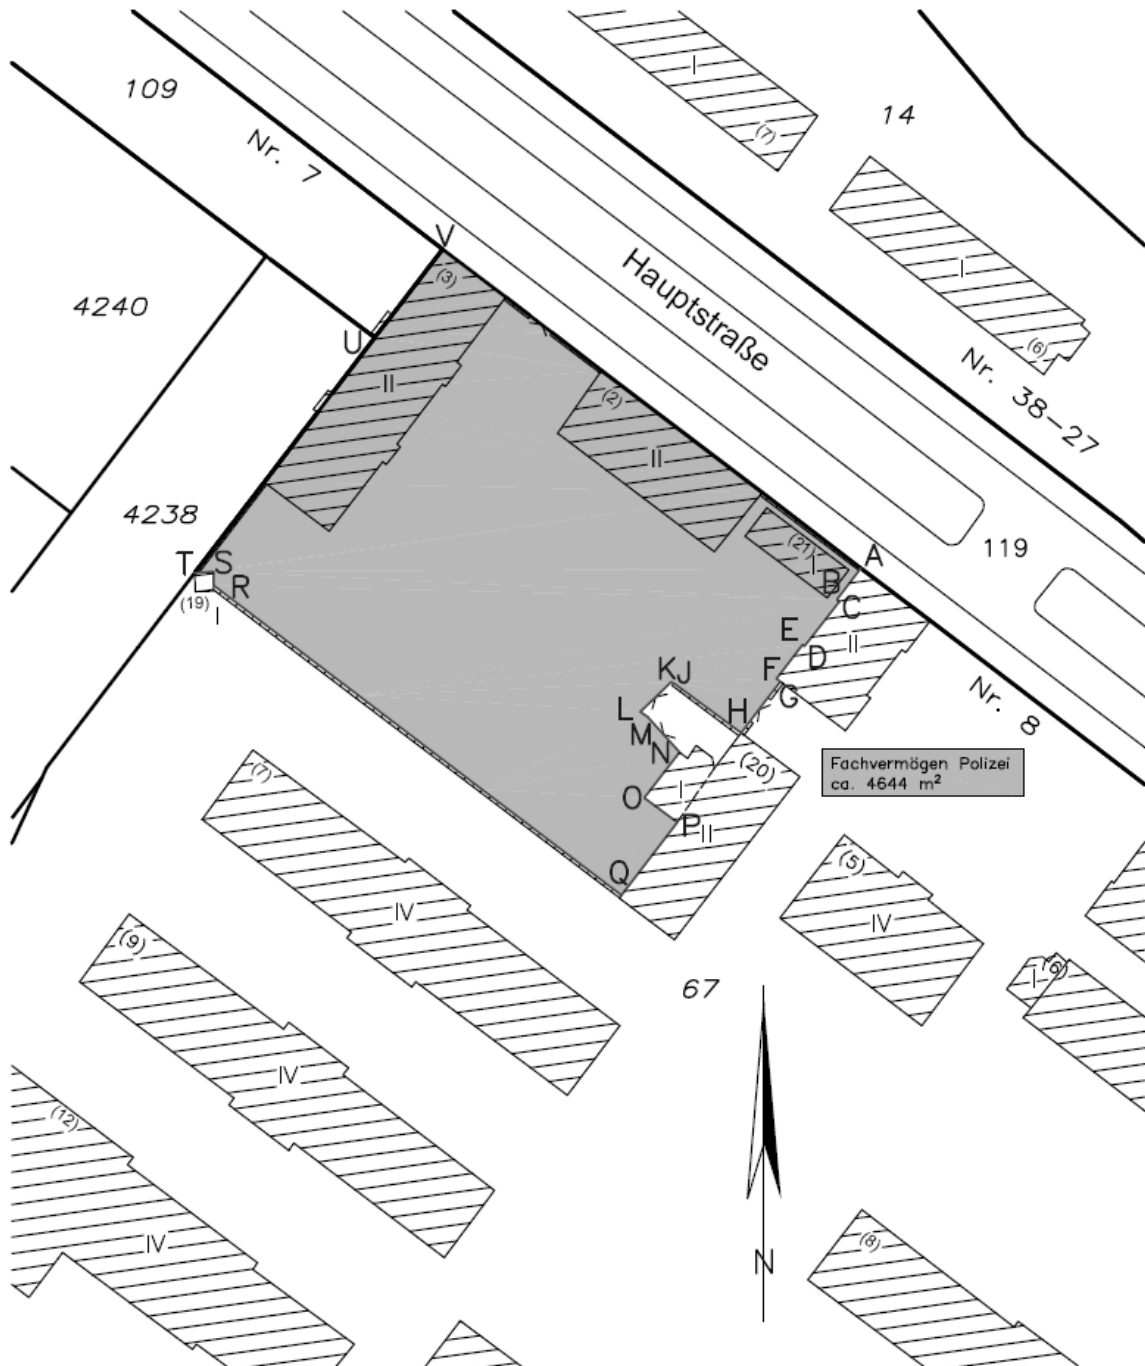 I
109
(7)
14
Nr. 7
V
(3)
Hauptstraße
I
4240
U
(6)
II
Nr. 38-27
(2)
II
4238
(21)
119
A
T
S
I
R
B
(19)
C
I
E
II
D
F
K
J
G
L
H
Nr. 8
M
N
(20)
Fachvermögen Polizei
ca. 4644 m²
(7)
I
O
P
II
(5)
Q
IV
IV
(9)
(6)
I
67
IV
(12)
IV
(8)
N